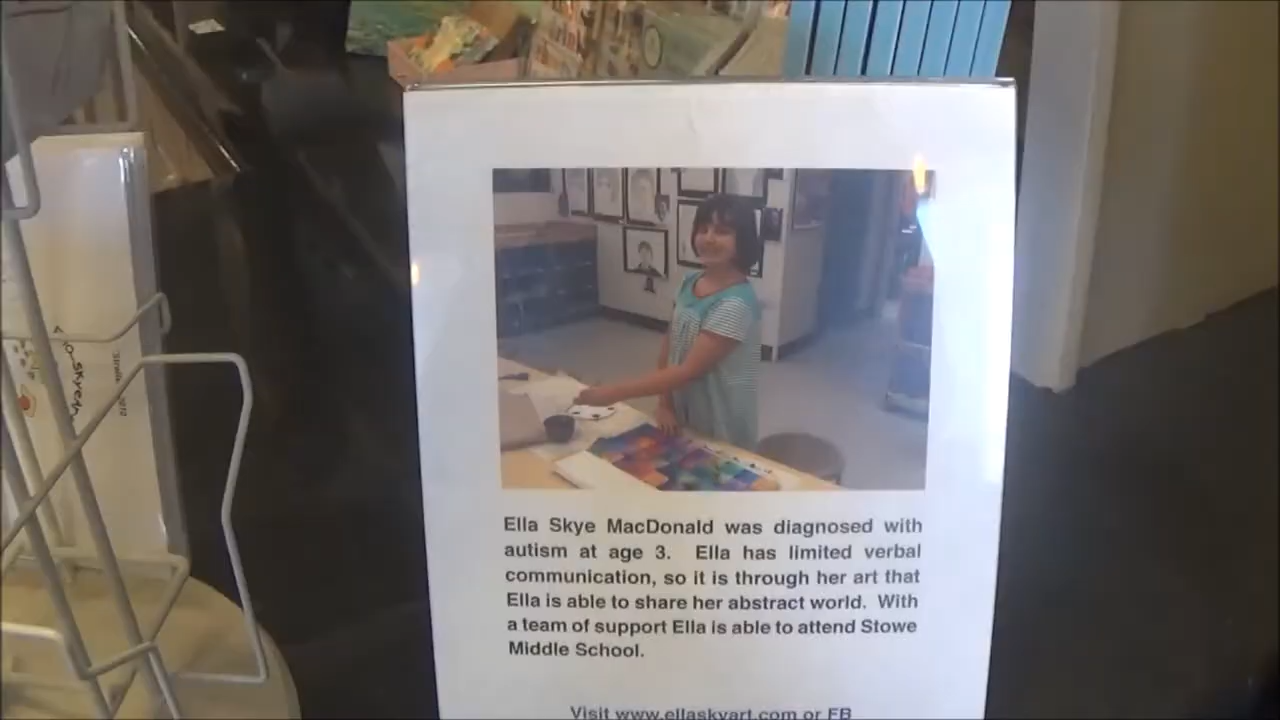 Ella Skye MacDonald was diagnosed with
autism at age 3. Ella has limited verbal
communication, so it is through her art that
Ella is able to share her abstract world. With
a team of support Ella is able to attend Stowe
Middle School.
Visit www.ellaskyart.com or FB